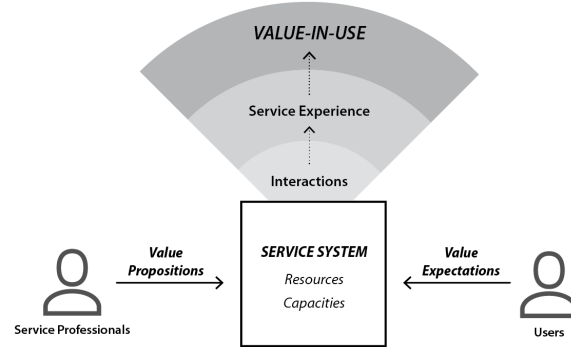 VALUE-IN-USE
Service Experience
Interactions
SERVICE SYSTEM
Resources
Capacities
Value
Propositions
Value
Expectations
Service Professionals
Users